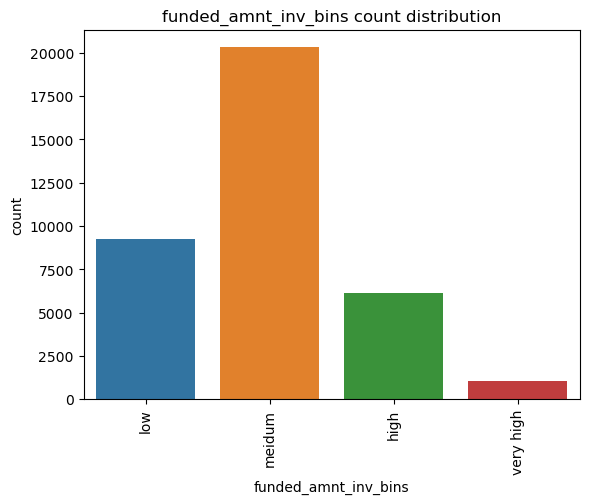 funded_amnt_inv_bins count distribution
20000
17500
15000
12500
10000
7500
5000
2500
0
count
low
meidum
high
very high
funded_amnt_inv_bins